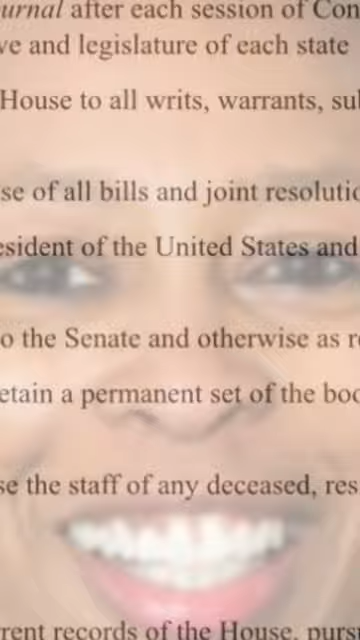 urnal after each session of Con
ve and legislature of each state
House to all writs, warrants, su
se of all bills and joint resolutio
esident of the United States and
o the Senate and otherwise as r
etain a permanent set of the boo
se the staff of any deceased, res
rent records of the House, purs